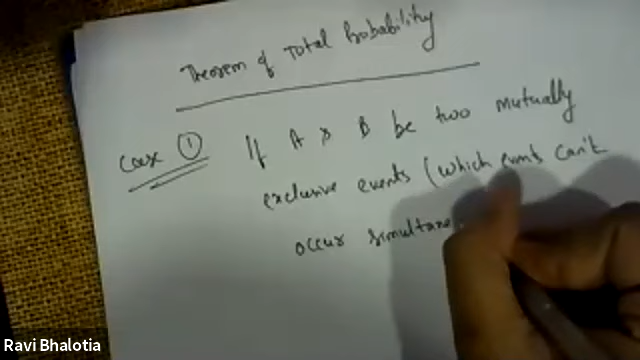 Theorem of Total Probability
Case ① If A & B be two mutually
exclusive events (which events can't
occur simultane
Ravi Bhalotia